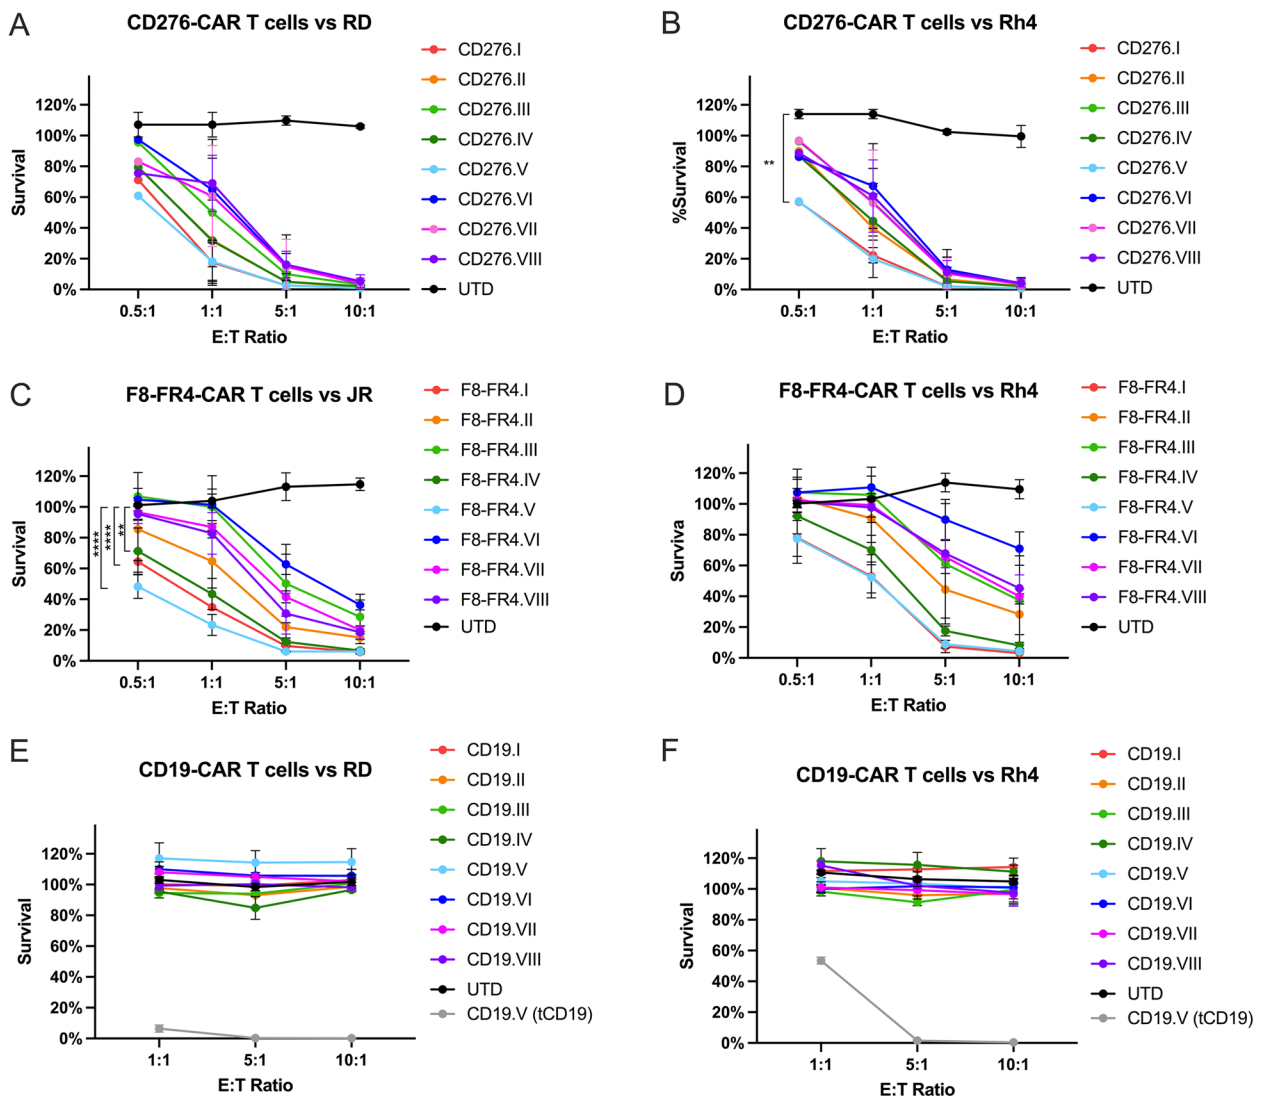 A
CD276-CAR T cells vs RD
Survival
120%
100%
80%
60%
40%
20%
0%
0.5:1 1:1 5:1 10:1
E:T Ratio
CD276.I
CD276.II
CD276.III
CD276.IV
CD276.V
CD276.VI
CD276.VII
CD276.VIII
UTD
B
CD276-CAR T cells vs Rh4
%Survival
120%
100%
80%
60%
40%
20%
0%
**
0.5:1 1:1 5:1 10:1
E:T Ratio
CD276.I
CD276.II
CD276.III
CD276.IV
CD276.V
CD276.VI
CD276.VII
CD276.VIII
UTD
C
F8-FR4-CAR T cells vs JR
Survival
120%
100%
80%
60%
40%
20%
0%
****
****
**
0.5:1 1:1 5:1 10:1
E:T Ratio
F8-FR4.I
F8-FR4.II
F8-FR4.III
F8-FR4.IV
F8-FR4.V
F8-FR4.VI
F8-FR4.VII
F8-FR4.VIII
UTD
D
F8-FR4-CAR T cells vs Rh4
Surviva
120%
100%
80%
60%
40%
20%
0%
0.5:1 1:1 5:1 10:1
E:T Ratio
F8-FR4.I
F8-FR4.II
F8-FR4.III
F8-FR4.IV
F8-FR4.V
F8-FR4.VI
F8-FR4.VII
F8-FR4.VIII
UTD
E
CD19-CAR T cells vs RD
Survival
120%
100%
80%
60%
40%
20%
0%
1:1 5:1 10:1
E:T Ratio
CD19.I
CD19.II
CD19.III
CD19.IV
CD19.V
CD19.VI
CD19.VII
CD19.VIII
UTD
CD19.V (tCD19)
F
CD19-CAR T cells vs Rh4
Survival
120%
100%
80%
60%
40%
20%
0%
1:1 5:1 10:1
E:T Ratio
CD19.I
CD19.II
CD19.III
CD19.IV
CD19.V
CD19.VI
CD19.VII
CD19.VIII
UTD
CD19.V (tCD19)